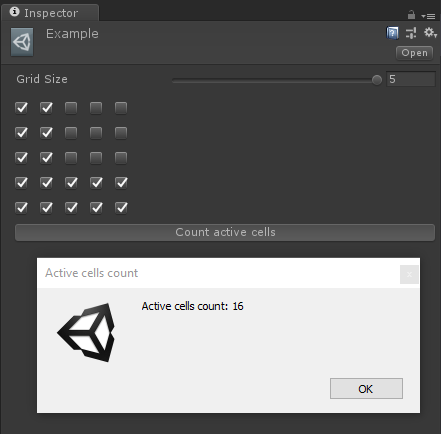 Inspector
Example
Open
Grid Size 5
Count active cells
Active cells count
Active cells count: 16
OK